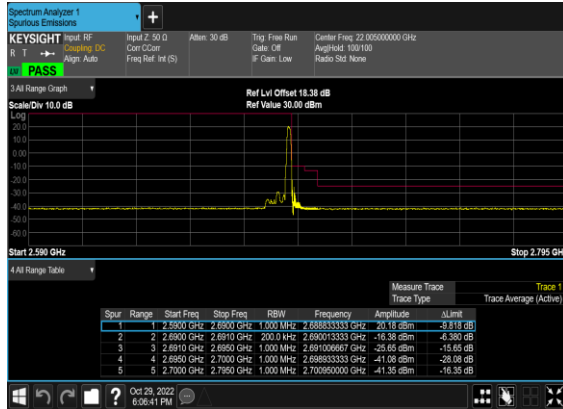 Spectrum Analyzer 1
Spurious Emissions
+
KEYSIGHT Input: RF Input Z: 50 Ω Atten: 30 dB Trig: Free Run Center Freq: 22.005000000 GHz
R T Coupling: DC Corr CCorr Gate: Off Avg|Hold: 100/100
Align: Auto Freq Ref: Int (S) IF Gain: Low Radio Std: None
PASS
3 All Range Graph
Ref Lvl Offset 18.38 dB
Scale/Div 10.0 dB Ref Value 30.00 dBm
Log
20.0
10.0
0.00
-10.0
-20.0
-30.0
-40.0
-50.0
-60.0
Start 2.590 GHz Stop 2.795 GH
4 All Range Table
Measure Trace Trace 1
Trace Type Trace Average (Active)
Spur Range Start Freq Stop Freq RBW Frequency Amplitude ΔLimit
1 1 2.5900 GHz 2.6900 GHz 1.000 MHz 2.688833333 GHz 20.18 dBm -9.818 dB
2 2 2.6900 GHz 2.6910 GHz 200.0 kHz 2.690013333 GHz -16.38 dBm -6.380 dB
3 3 2.6910 GHz 2.6950 GHz 1.000 MHz 2.691006667 GHz -25.65 dBm -15.65 dB
4 4 2.6950 GHz 2.7000 GHz 1.000 MHz 2.698933333 GHz -41.08 dBm -28.08 dB
5 5 2.7000 GHz 2.7950 GHz 1.000 MHz 2.700950000 GHz -41.35 dBm -16.35 dB
? Oct 29, 2022
6:06:41 PM